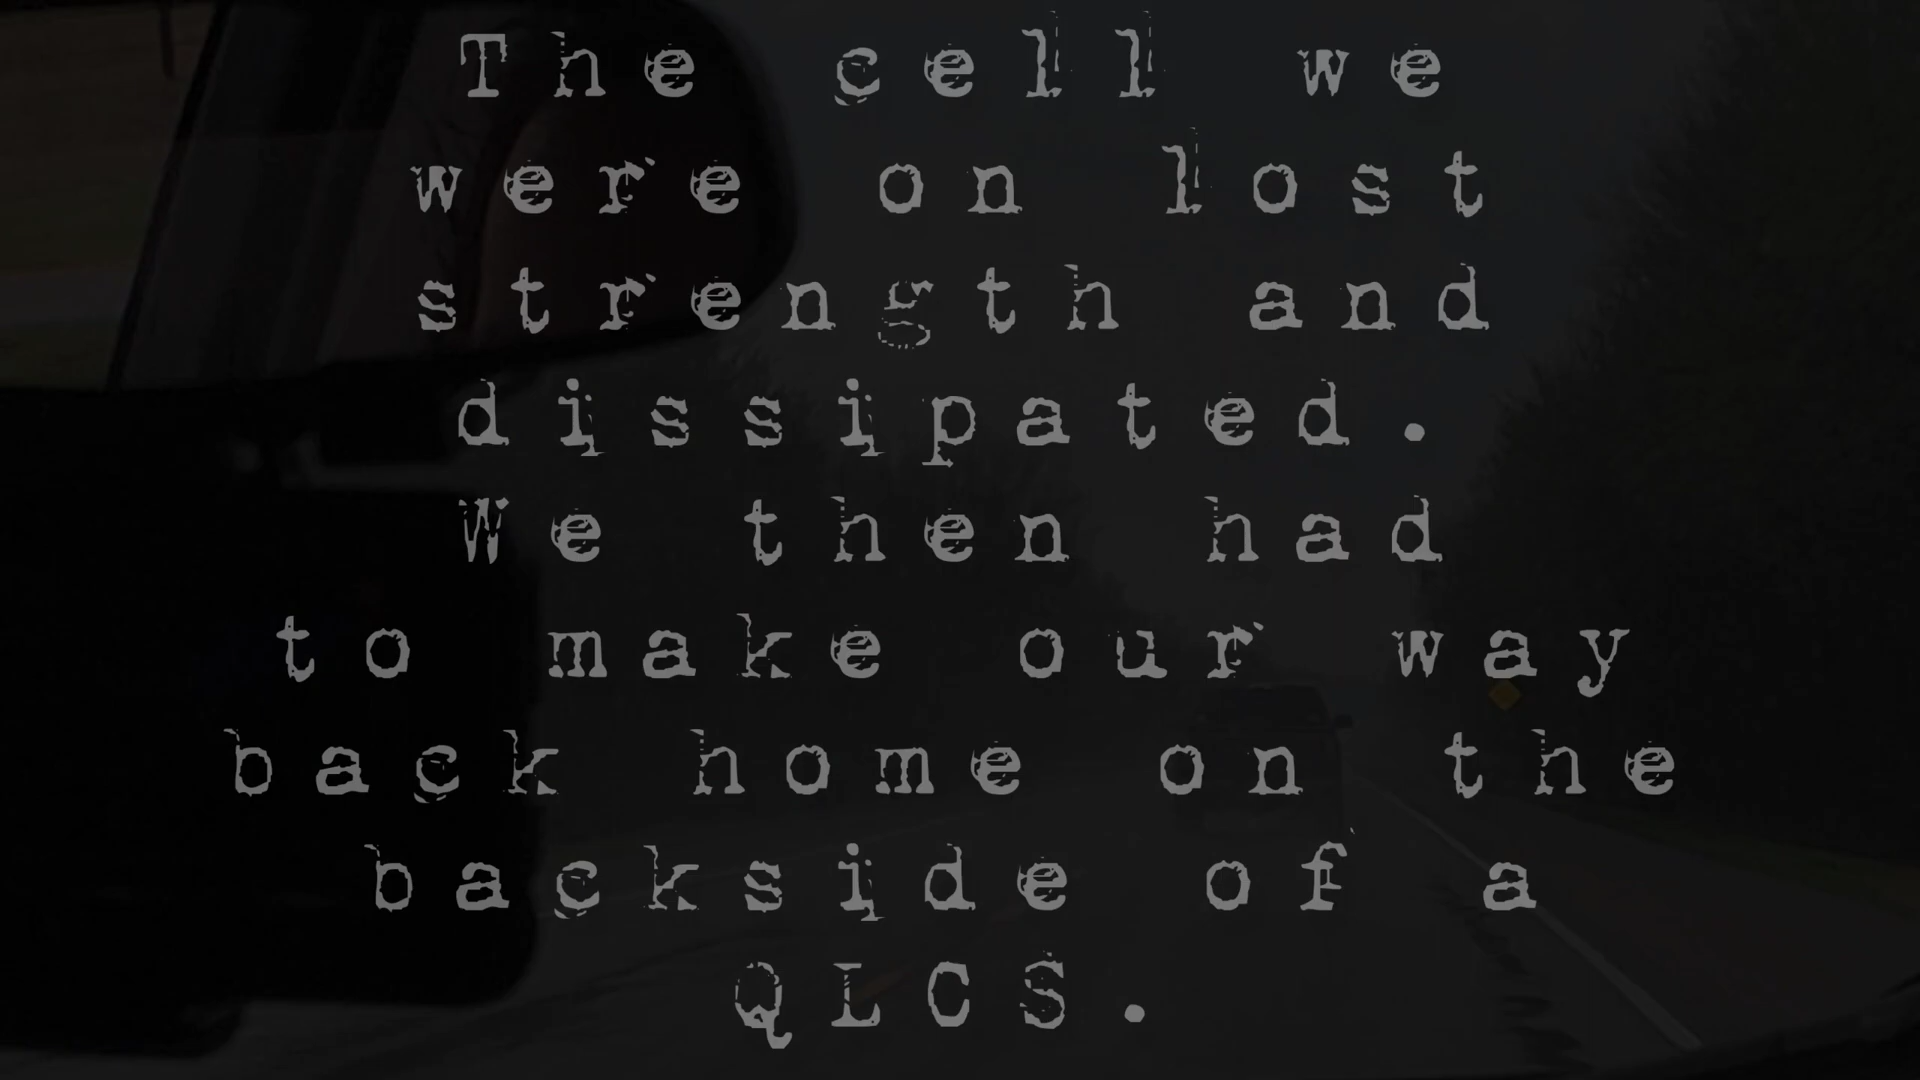 The cell we
were on lost
strength and
dissipated.
We then had
to make our way
back home on the
backside of a
QLCS.